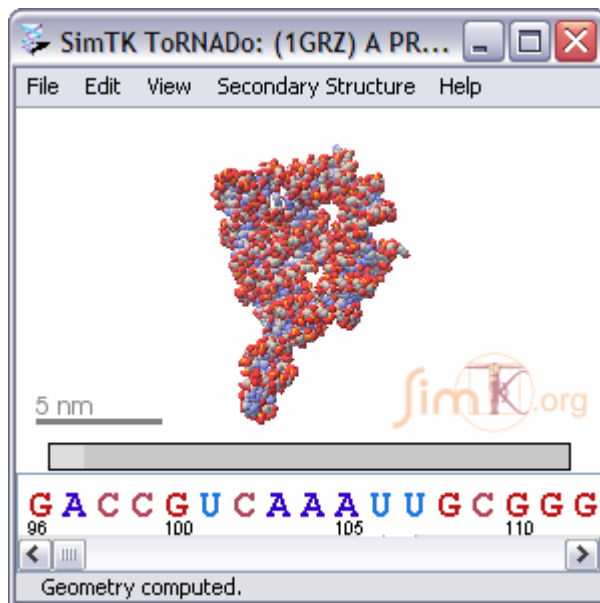 SimTK ToRNADo: (1GRZ) A PR...
File Edit View Secondary Structure Help
5 nm
SimTK.org
G A C C G U C A A A U U G C G G G
96 100 105 110
Geometry computed.